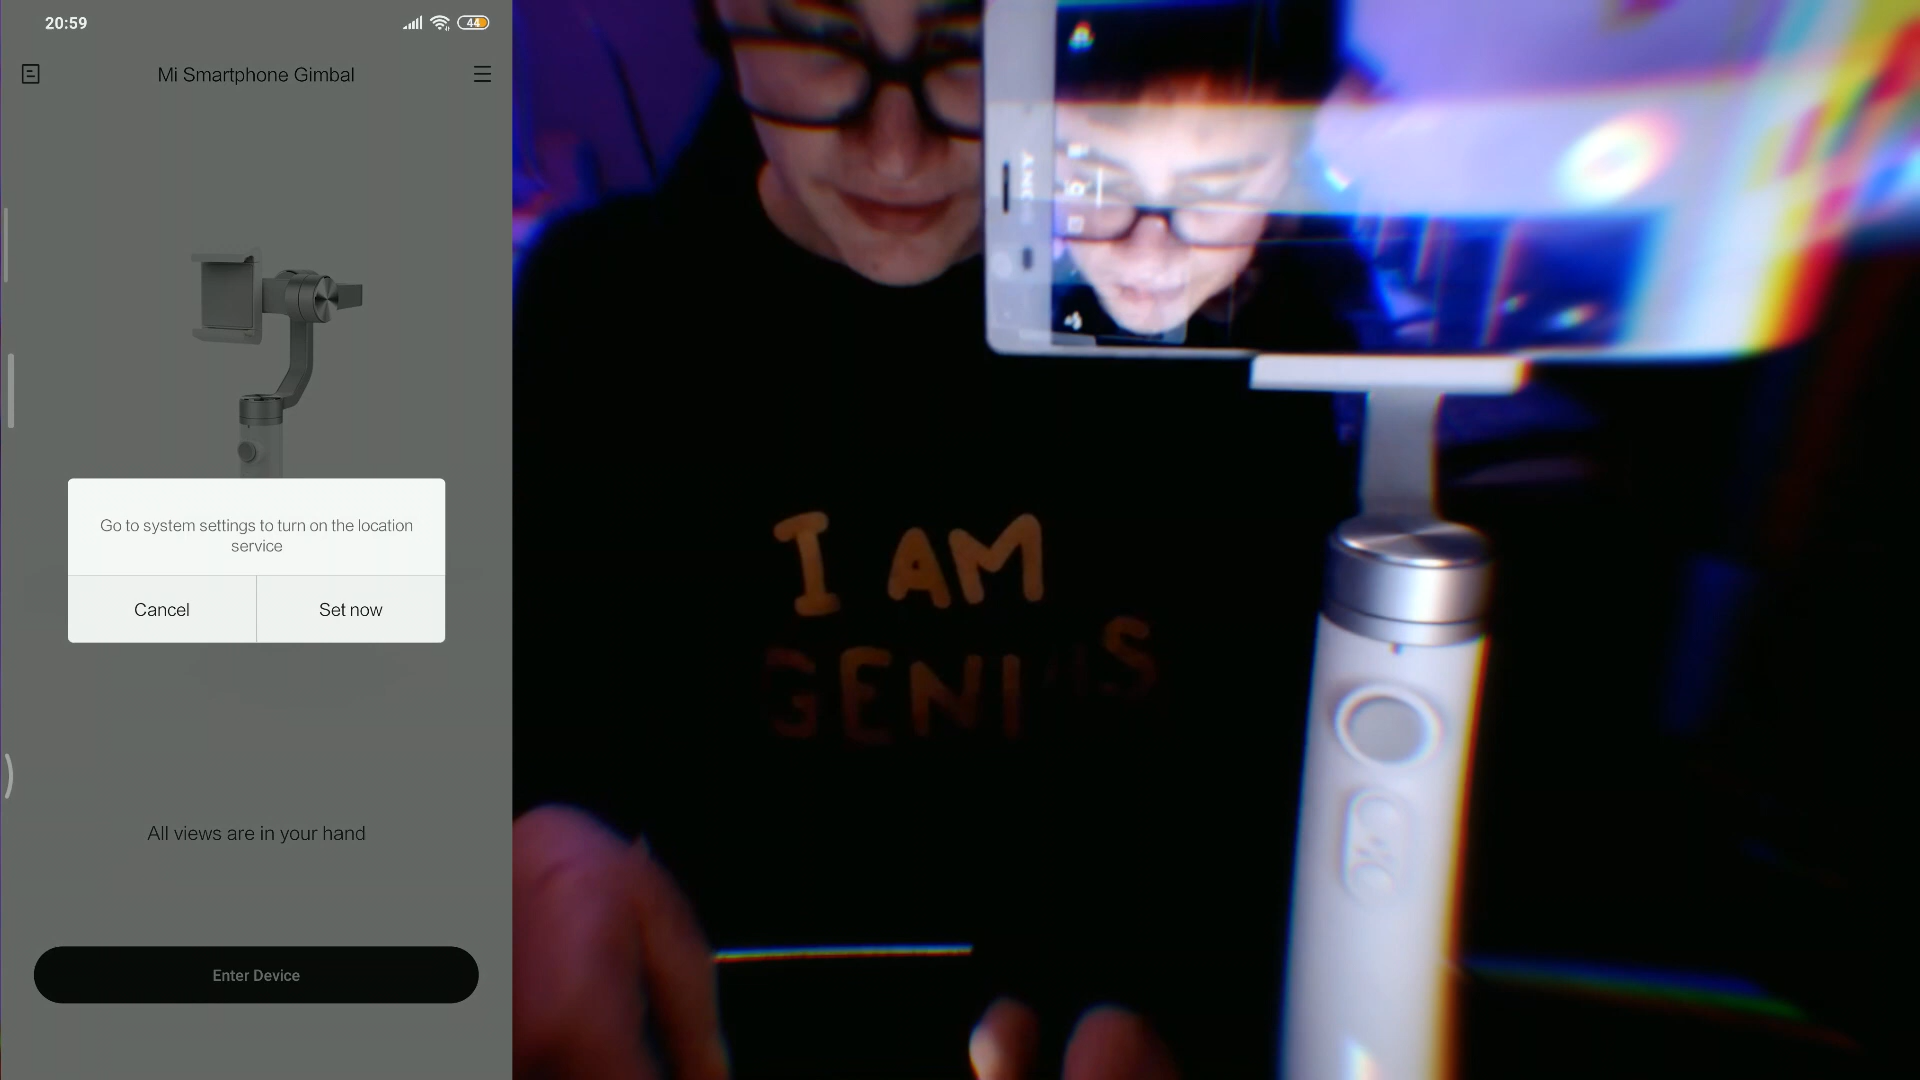 20:59
44
Mi Smartphone Gimbal
Go to system settings to turn on the location
service
Cancel
Set now
All views are in your hand
Enter Device
I AM
GENIUS